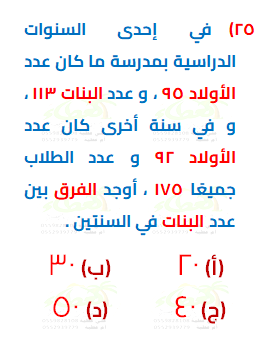 ٢٥) في إحدى السنوات
الدراسية بمدرسة ما كان عدد
الأولاد ٩٥ ، و عدد البنات ١١٣ ،
و في سنة أخرى كان عدد
الأولاد ٩٢ و عدد الطلاب
جميعًا ١٧٥ ، أوجد الفرق بين
عدد البنات في السنتين .
(أ) ٢٠ (ب) ٣٠
(ج) ٤٠ (د) ٥٠